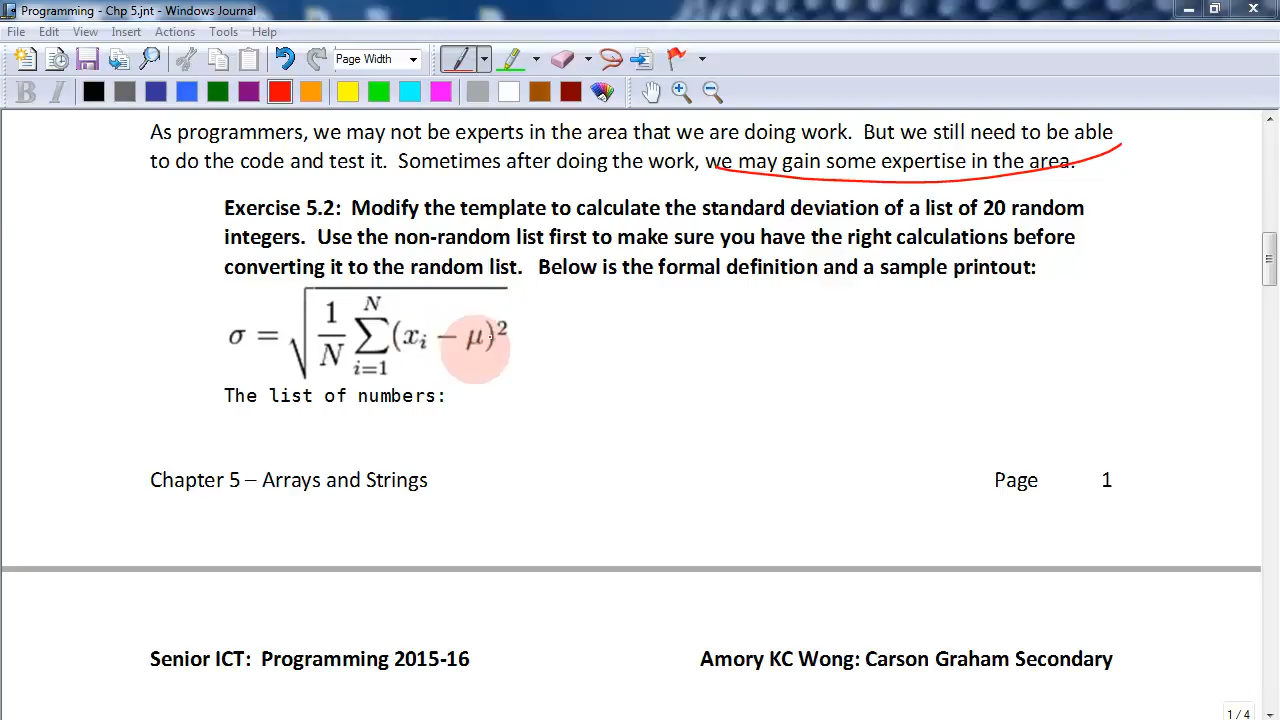 Programming - Chp 5.jnt - Windows Journal
File Edit View Insert Actions Tools Help
Page Width
B I
As programmers, we may not be experts in the area that we are doing work. But we still need to be able
to do the code and test it. Sometimes after doing the work, we may gain some expertise in the area.
Exercise 5.2: Modify the template to calculate the standard deviation of a list of 20 random
integers. Use the non-random list first to make sure you have the right calculations before
converting it to the random list. Below is the formal definition and a sample printout:
σ = √(1/N ∑_{i=1}^{N} (x_i − μ)²)
The list of numbers:
Chapter 5 – Arrays and Strings Page 1
Senior ICT: Programming 2015-16 Amory KC Wong: Carson Graham Secondary
1 / 4